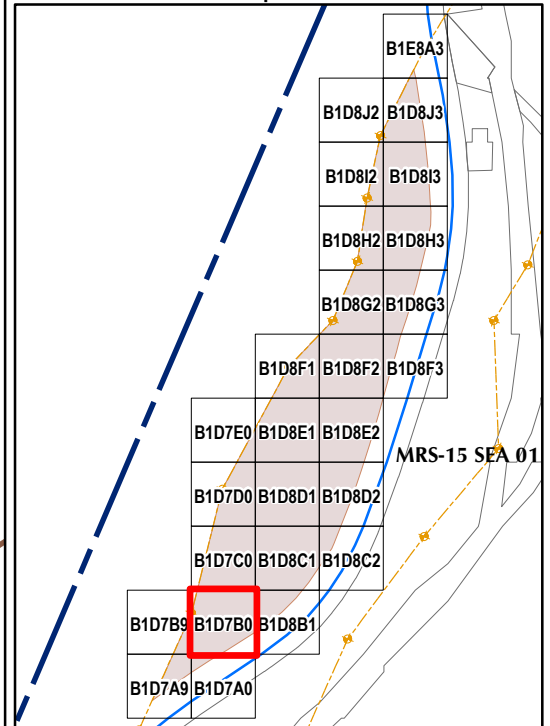 B1E8A3
B1D8J2 B1D8J3
B1D8I2 B1D8I3
B1D8H2 B1D8H3
B1D8G2 B1D8G3
B1D8F1 B1D8F2 B1D8F3
B1D7E0 B1D8E1 B1D8E2
MRS-15 SEA 01
B1D7D0 B1D8D1 B1D8D2
B1D7C0 B1D8C1 B1D8C2
B1D7B9 B1D7B0 B1D8B1
B1D7A9 B1D7A0